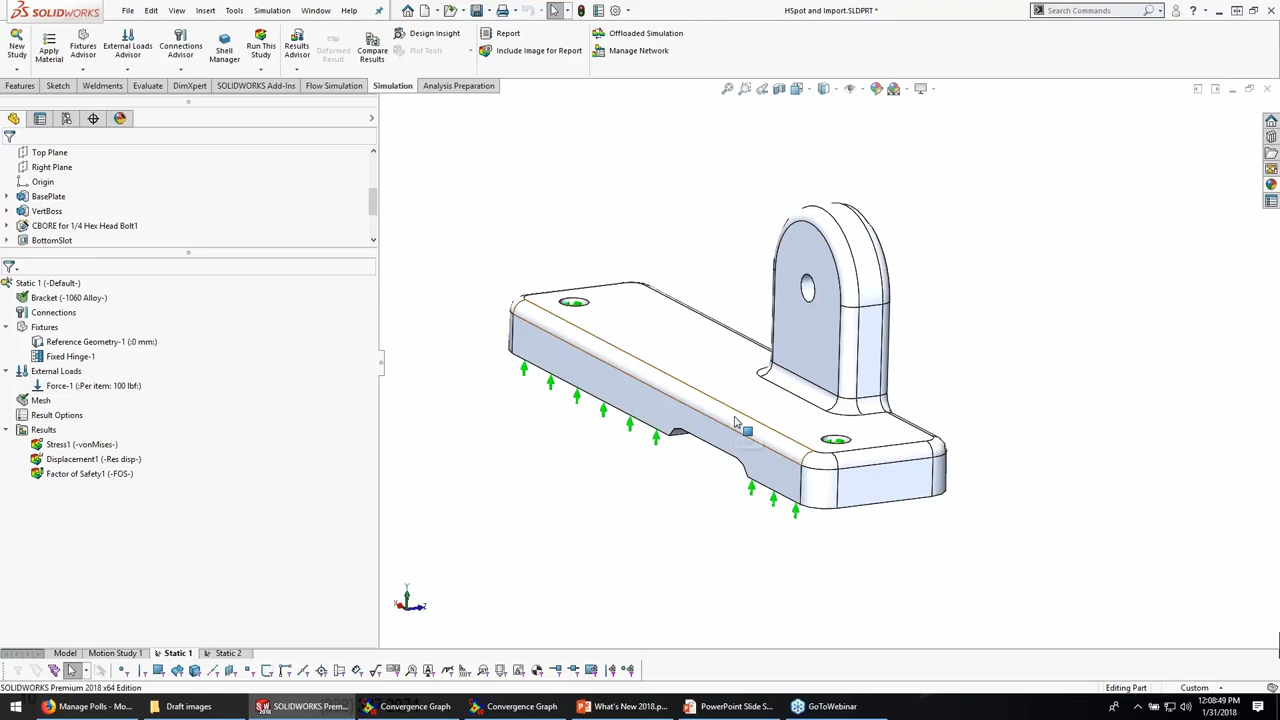 SOLIDWORKS
File Edit View Insert Tools Simulation Window Help
HSpot and Import.SLDPRT *
Search Commands
New Study
Apply Material
Fixtures Advisor
External Loads Advisor
Connections Advisor
Shell Manager
Run This Study
Results Advisor
Deformed Result
Compare Results
Design Insight
Plot Tools
Report
Include Image for Report
Offloaded Simulation
Manage Network
Features Sketch Weldments Evaluate DimXpert SOLIDWORKS Add-Ins Flow Simulation Simulation Analysis Preparation
Top Plane
Right Plane
Origin
BasePlate
VertBoss
CBORE for 1/4 Hex Head Bolt1
BottomSlot
Static 1 (-Default-)
Bracket (-1060 Alloy-)
Connections
Fixtures
Reference Geometry-1 (:0 mm:)
Fixed Hinge-1
External Loads
Force-1 (:Per item: 100 lbf:)
Mesh
Result Options
Results
Stress1 (-vonMises-)
Displacement1 (-Res disp-)
Factor of Safety1 (-FOS-)
Y
X
Z
Model Motion Study 1 Static 1 Static 2
SOLIDWORKS Premium 2018 x64 Edition
Editing Part
Custom
Manage Polls - Mo...
Draft images
SOLIDWORKS Prem...
Convergence Graph
Convergence Graph
What's New 2018.p...
PowerPoint Slide S...
GoToWebinar
12:08:49 PM
1/31/2018